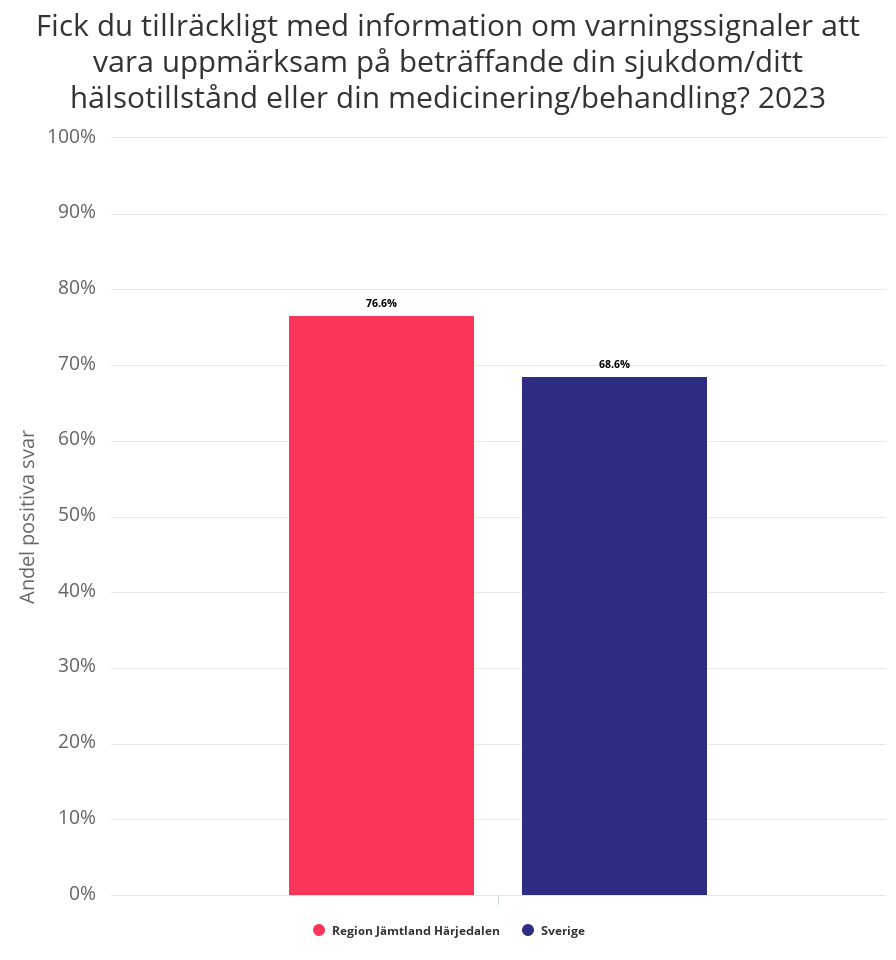 Fick du tillräckligt med information om varningssignaler att
vara uppmärksam på beträffande din sjukdom/ditt
hälsotillstånd eller din medicinering/behandling? 2023
100%
90%
80%
70%
60%
50%
40%
30%
20%
10%
0%
Andel positiva svar
76.6%
68.6%
Region Jämtland Härjedalen
Sverige